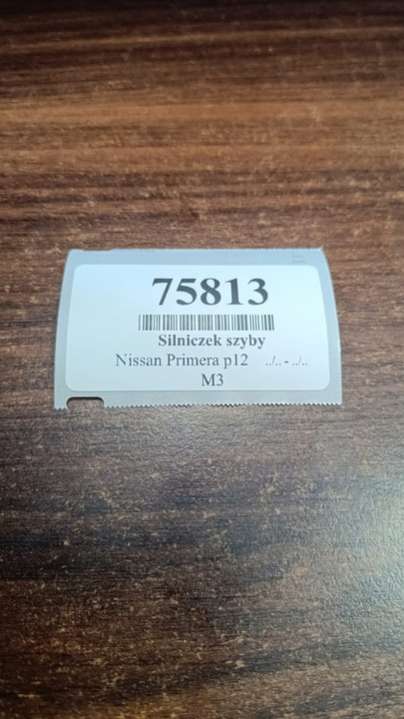 75813
Silniczek szyby
Nissan Primera p12 ../.. - ../..
M3